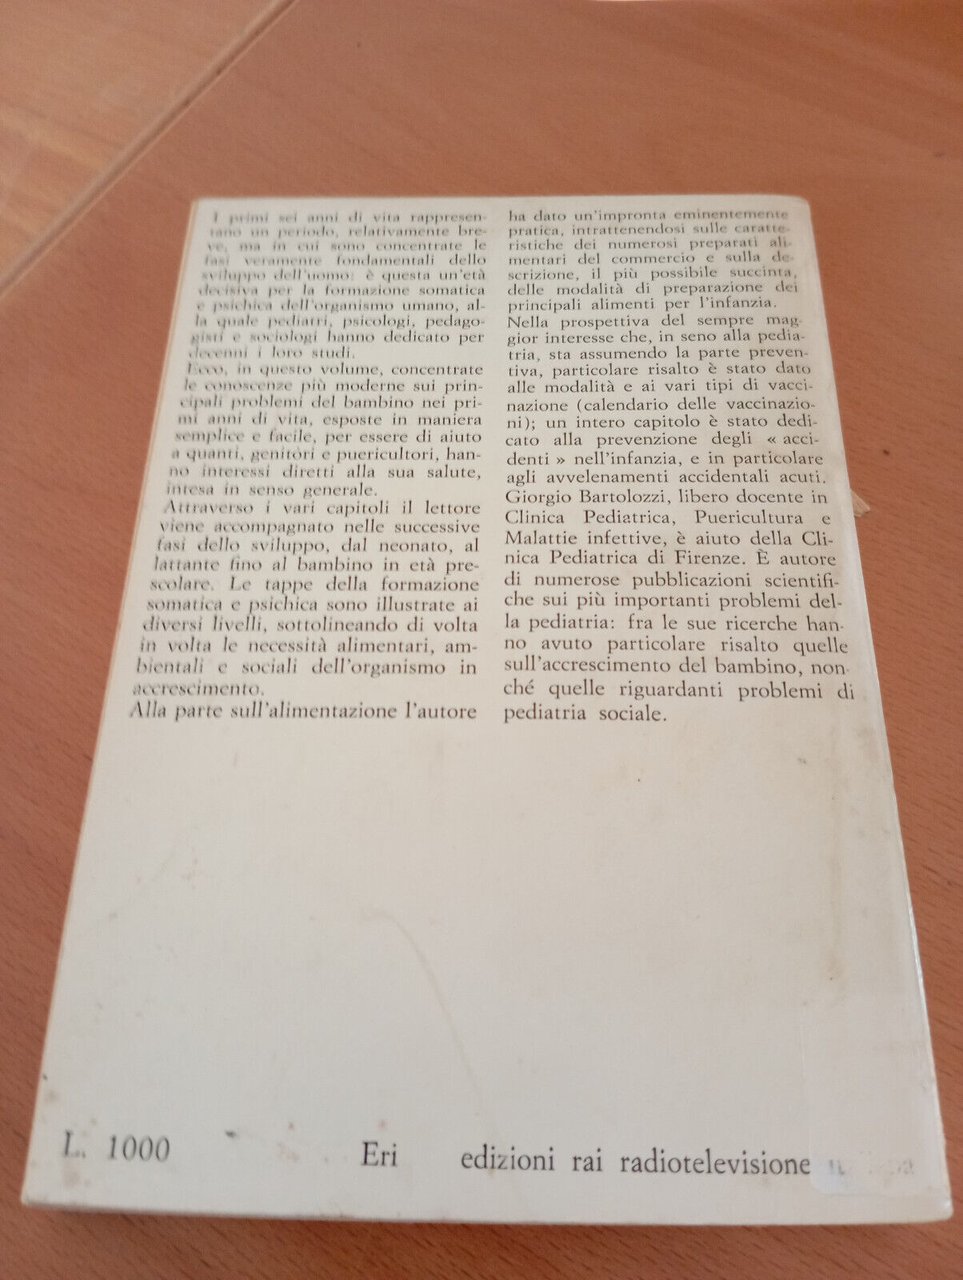 I primi sei anni di vita rappresen-
tano un periodo, relativamente bre-
ve, ma in cui sono concentrate le
fasi veramente fondamentali dello
sviluppo dell'uomo: è questa un'età
decisiva per la formazione somatica
e psichica dell'organismo umano, al-
la quale pediatri, psicologi, pedago-
gisti e sociologi hanno dedicato per
decenni i loro studi.
Ecco, in questo volume, concentrate
le conoscenze più moderne sui prin-
cipali problemi del bambino nei pri-
mi anni di vita, esposte in maniera
semplice e facile, per essere di aiuto
a quanti, genitori e puericultori, han-
no interessi diretti alla sua salute,
intesa in senso generale.
Attraverso i vari capitoli il lettore
viene accompagnato nelle successive
fasi dello sviluppo, dal neonato, al
lattante fino al bambino in età pre-
scolare. Le tappe della formazione
somatica e psichica sono illustrate ai
diversi livelli, sottolineando di volta
in volta le necessità alimentari, am-
bientali e sociali dell'organismo in
accrescimento.
Alla parte sull'alimentazione l'autore
ha dato un'impronta eminentemente
pratica, intrattenendosi sulle caratte-
ristiche dei numerosi preparati ali-
mentari del commercio e sulla de-
scrizione, il più possibile succinta,
delle modalità di preparazione dei
principali alimenti per l'infanzia.
Nella prospettiva del sempre mag-
gior interesse che, in seno alla pedia-
tria, sta assumendo la parte preven-
tiva, particolare risalto è stato dato
alle modalità e ai vari tipi di vacci-
nazione (calendario delle vaccinazio-
ni); un intero capitolo è stato dedi-
cato alla prevenzione degli « acci-
denti » nell'infanzia, e in particolare
agli avvelenamenti accidentali acuti.
Giorgio Bartolozzi, libero docente in
Clinica Pediatrica, Puericultura e
Malattie infettive, è aiuto della Cli-
nica Pediatrica di Firenze. È autore
di numerose pubblicazioni scientifi-
che sui più importanti problemi del-
la pediatria: fra le sue ricerche han-
no avuto particolare risalto quelle
sull'accrescimento del bambino, non-
ché quelle riguardanti problemi di
pediatria sociale.
L. 1000
Eri edizioni rai radiotelevisione